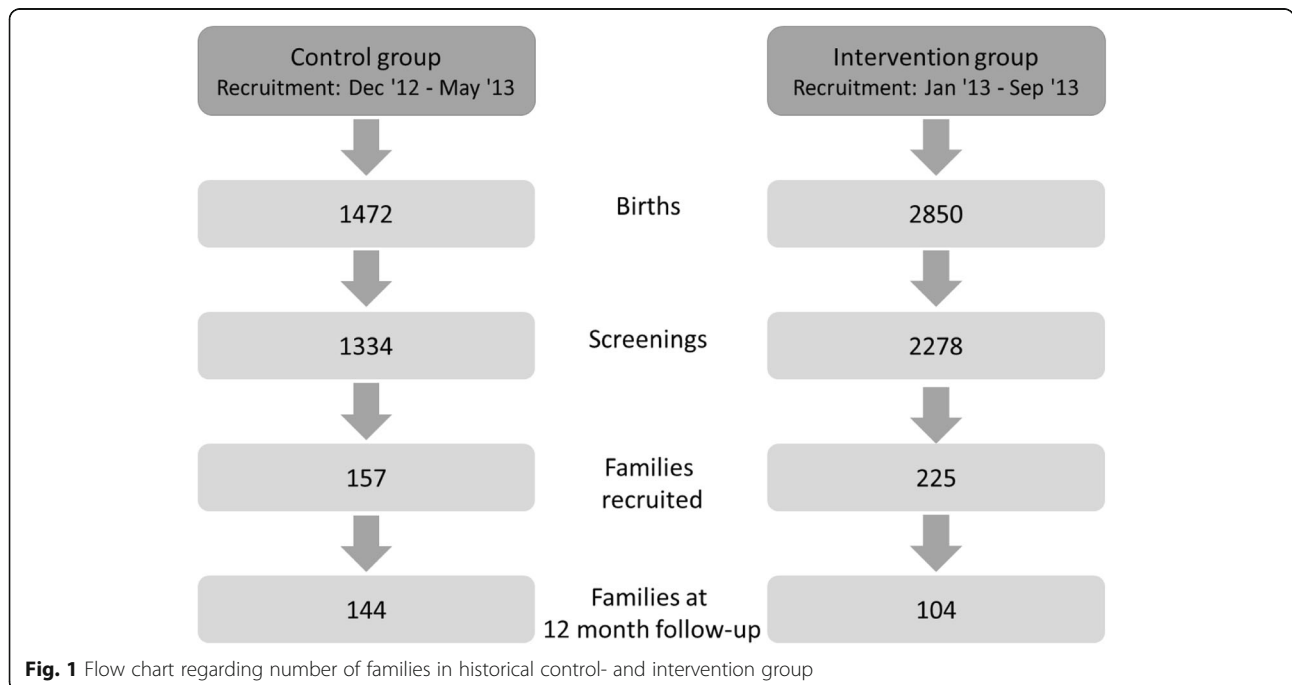 Control group
Recruitment: Dec '12 - May '13
Intervention group
Recruitment: Jan '13 - Sep '13
1472
Births
2850
1334
Screenings
2278
157
Families
recruited
225
144
Families at
12 month follow-up
104
Fig. 1 Flow chart regarding number of families in historical control- and intervention group